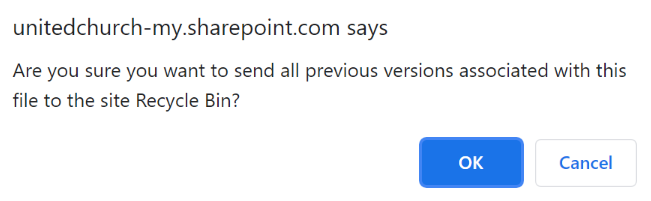 unitedchurch-my.sharepoint.com says
Are you sure you want to send all previous versions associated with this
file to the site Recycle Bin?
OK
Cancel